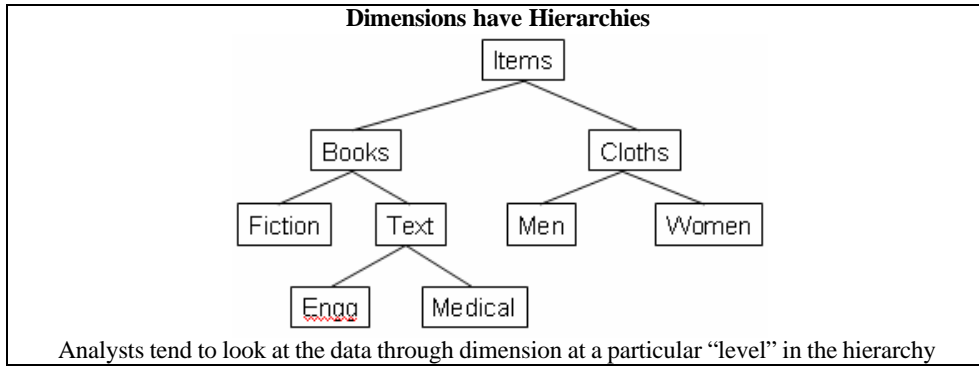 Dimensions have Hierarchies
Items
Books Cloths
Fiction Text Men Women
Engg Medical
Analysts tend to look at the data through dimension at a particular “level” in the hierarchy